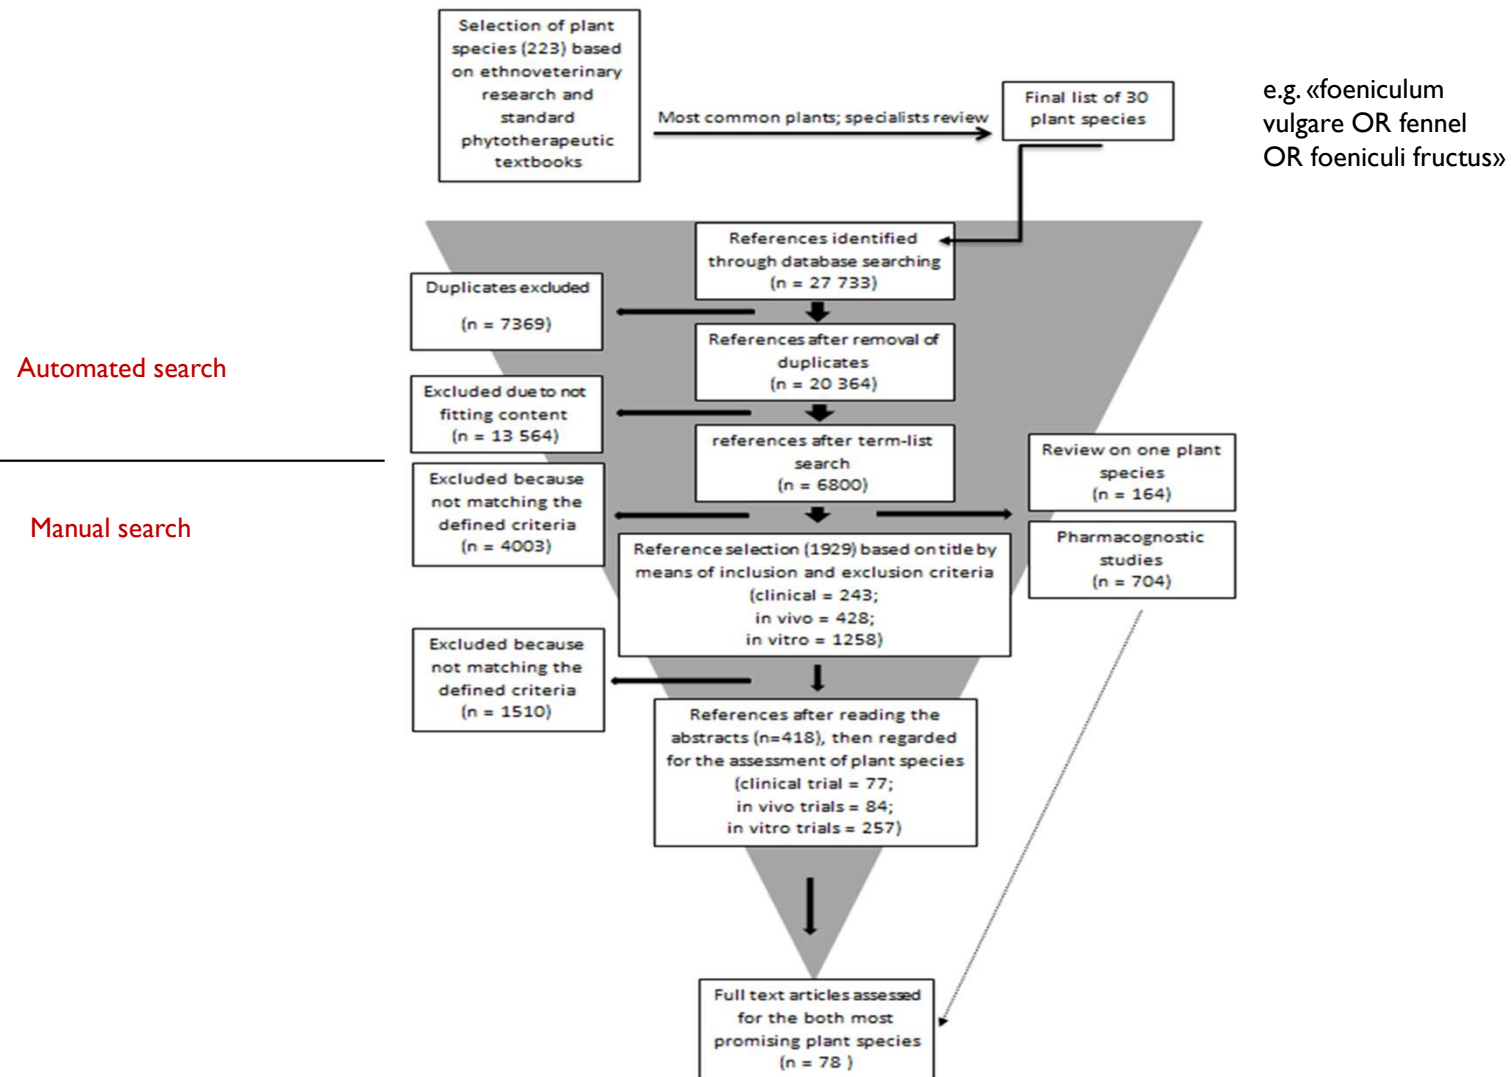 Selection of plant
species (223) based
on ethnoveterinary
research and
standard
phytotherapeutic
textbooks
Most common plants; specialists review
Final list of 30
plant species
e.g. «foeniculum
vulgare OR fennel
OR foeniculi fructus»
References identified
through database searching
(n = 27 733)
Duplicates excluded
(n = 7369)
References after removal of
duplicates
(n = 20 364)
Automated search
Excluded due to not
fitting content
(n = 13 564)
references after term-list
search
(n = 6800)
Review on one plant
species
(n = 164)
Manual search
Excluded because
not matching the
defined criteria
(n = 4003)
Pharmacognostic
studies
(n = 704)
Reference selection (1929) based on title by
means of inclusion and exclusion criteria
(clinical = 243;
in vivo = 428;
in vitro = 1258)
Excluded because
not matching the
defined criteria
(n = 1510)
References after reading the
abstracts (n=418), then regarded
for the assessment of plant species
(clinical trial = 77;
in vivo trials = 84;
in vitro trials = 257)
Full text articles assessed
for the both most
promising plant species
(n = 78 )